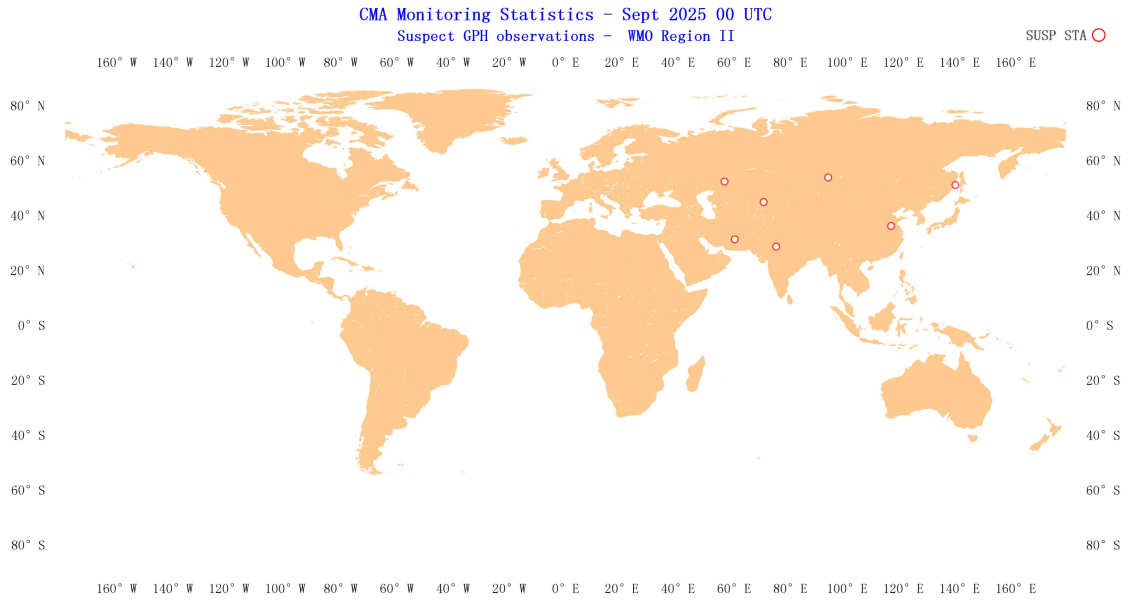 CMA Monitoring Statistics - Sept 2025 00 UTC
Suspect GPH observations - WMO Region II
SUSP STA
160° W 140° W 120° W 100° W 80° W 60° W 40° W 20° W 0° E 20° E 40° E 60° E 80° E 100° E 120° E 140° E 160° E
80° N 80° N
60° N 60° N
40° N 40° N
20° N 20° N
0° S 0° S
20° S 20° S
40° S 40° S
60° S 60° S
80° S 80° S
160° W 140° W 120° W 100° W 80° W 60° W 40° W 20° W 0° E 20° E 40° E 60° E 80° E 100° E 120° E 140° E 160° E